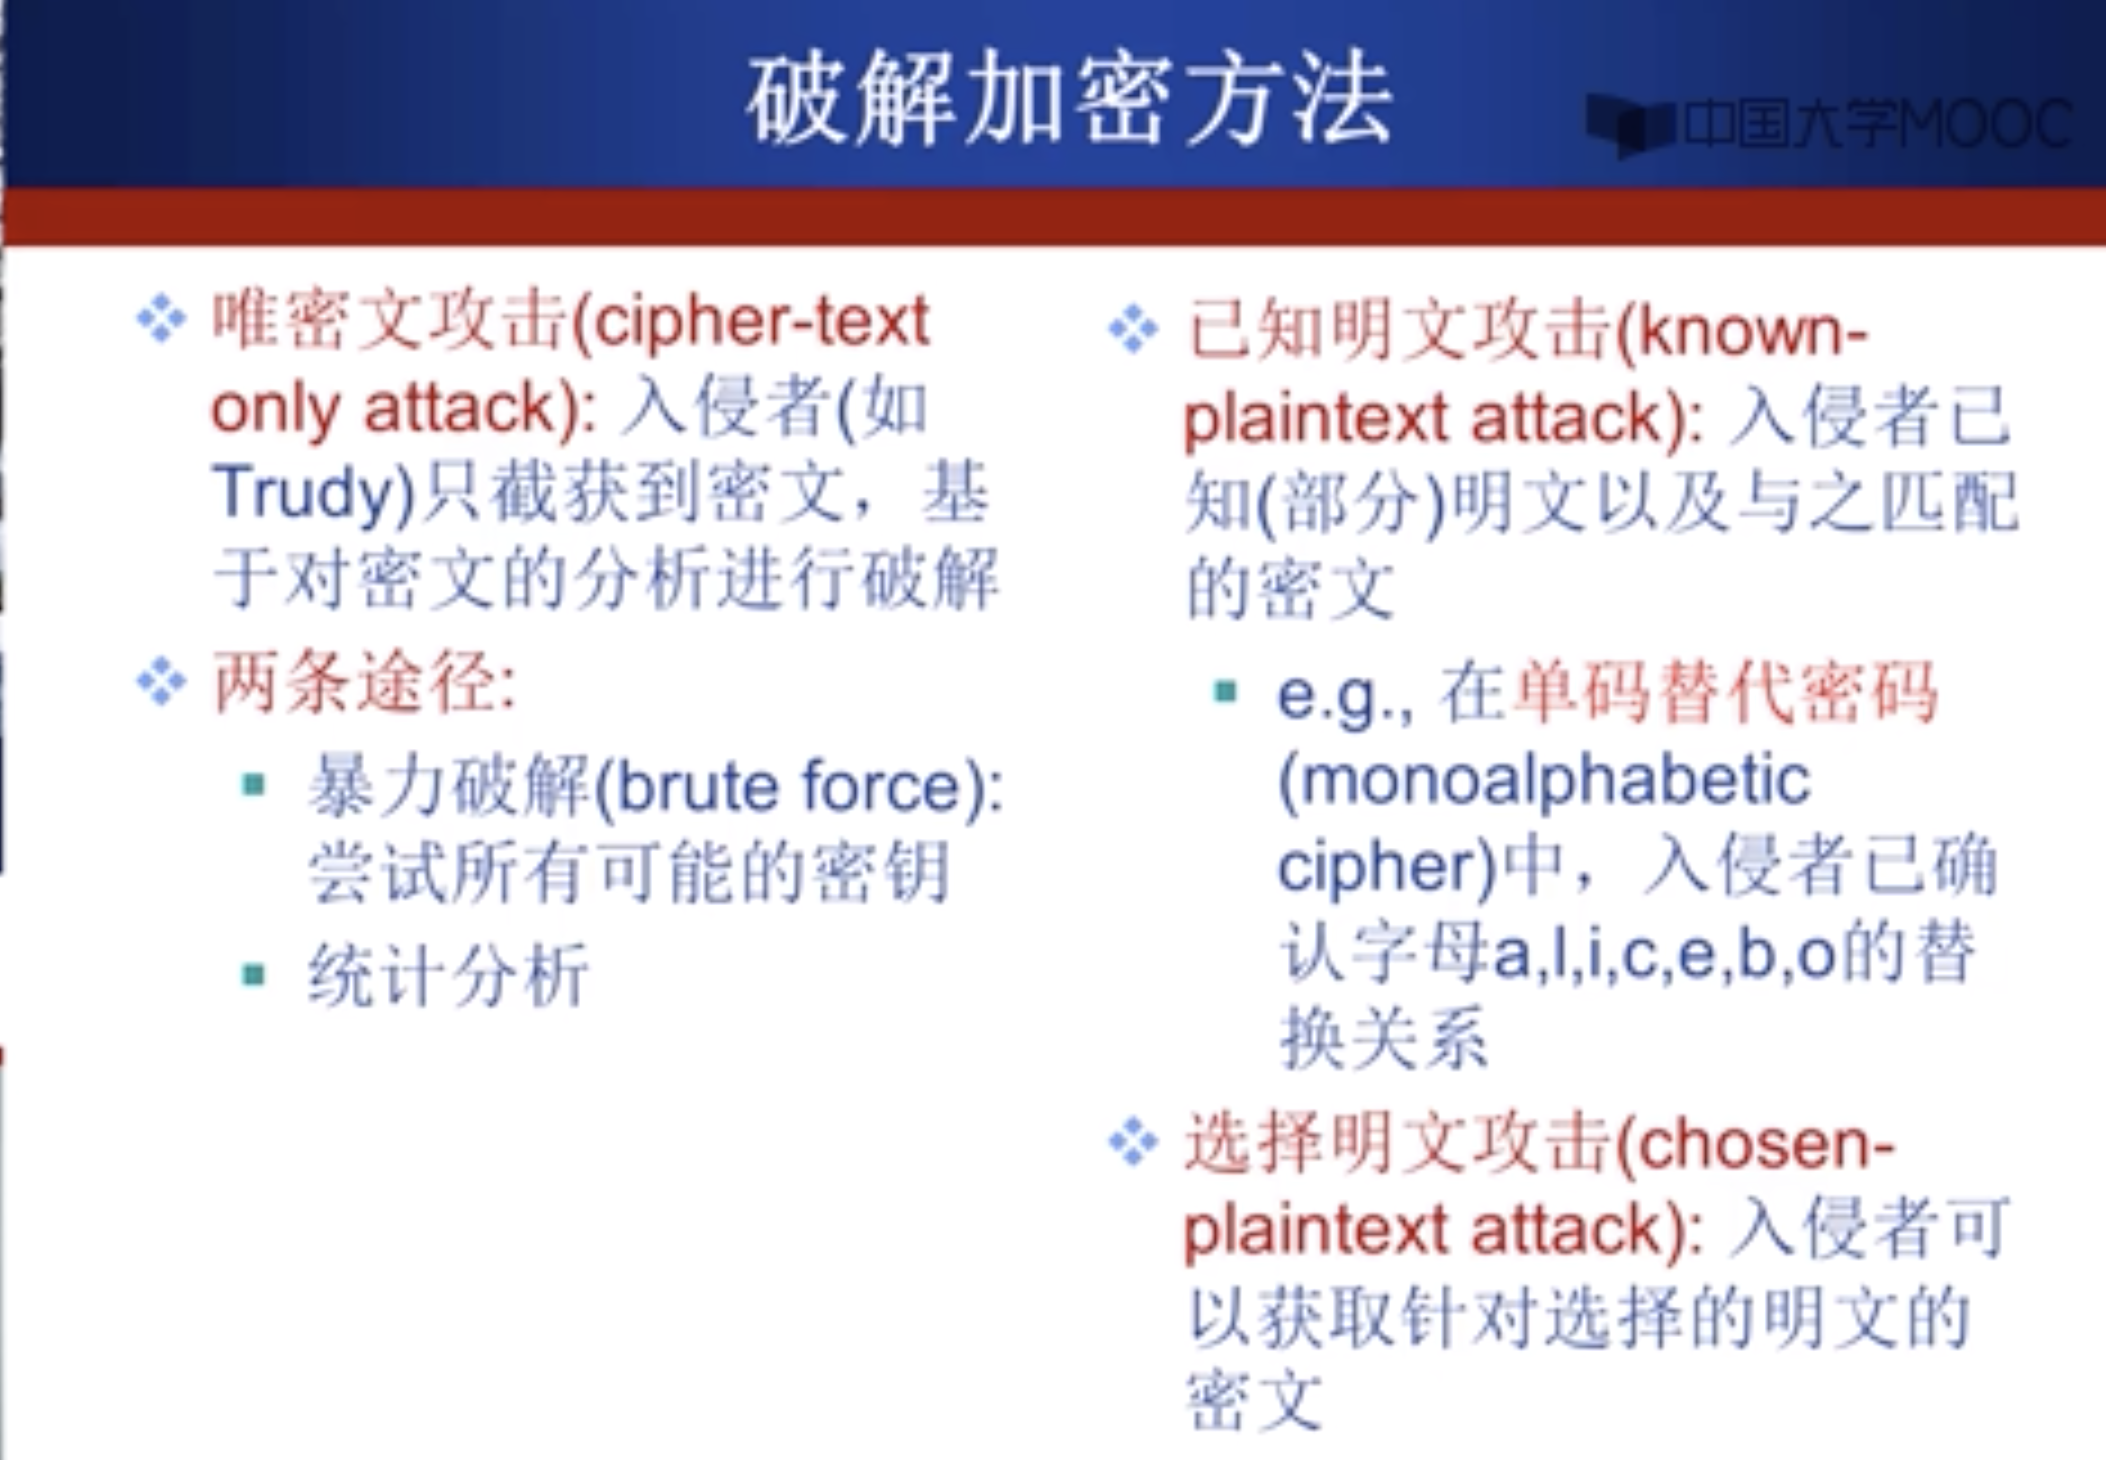 破解加密方法
中国大学MOOC
唯密文攻击(cipher-text
only attack): 入侵者(如
Trudy)只截获到密文，基
于对密文的分析进行破解
两条途径:
暴力破解(brute force):
尝试所有可能的密钥
统计分析
已知明文攻击(known-
plaintext attack): 入侵者已
知(部分)明文以及与之匹配
的密文
e.g., 在单码替代密码
(monoalphabetic
cipher)中，入侵者已确
认字母a,l,i,c,e,b,o的替
换关系
选择明文攻击(chosen-
plaintext attack): 入侵者可
以获取针对选择的明文的
密文